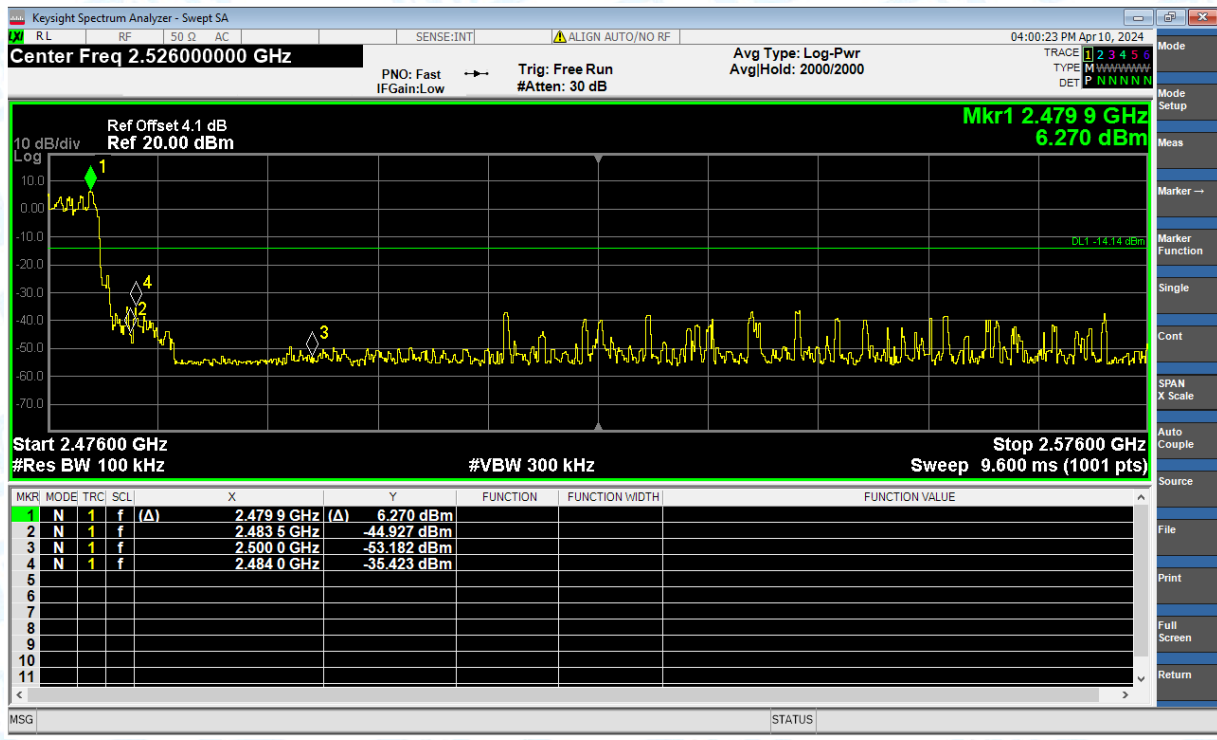 Keysight Spectrum Analyzer - Swept SA
LXI RL RF 50 Ω AC SENSE:INT ALIGN AUTO/NO RF 04:00:23 PM Apr 10, 2024
Center Freq 2.526000000 GHz
PNO: Fast
IFGain:Low
Trig: Free Run
#Atten: 30 dB
Avg Type: Log-Pwr
Avg|Hold: 2000/2000
TRACE 1 2 3 4 5 6
TYPE M WWWWW
DET P N N N N N
Ref Offset 4.1 dB
Ref 20.00 dBm
10 dB/div
Log
Mkr1 2.479 9 GHz
6.270 dBm
10.0
0.00
-10.0
-20.0
-30.0
-40.0
-50.0
-60.0
-70.0
1
4
2
3
DL1 -14.14 dBm
Start 2.47600 GHz
#Res BW 100 kHz
#VBW 300 kHz
Stop 2.57600 GHz
Sweep 9.600 ms (1001 pts)
MKR MODE TRC SCL X Y FUNCTION FUNCTION WIDTH FUNCTION VALUE
1 N 1 f (Δ) 2.479 9 GHz (Δ) 6.270 dBm
2 N 1 f 2.483 5 GHz -44.927 dBm
3 N 1 f 2.500 0 GHz -53.182 dBm
4 N 1 f 2.484 0 GHz -35.423 dBm
5
6
7
8
9
10
11
MSG STATUS
Mode
Mode
Setup
Meas
Marker →
Marker
Function
Single
Cont
SPAN
X Scale
Auto
Couple
Source
File
Print
Full
Screen
Return